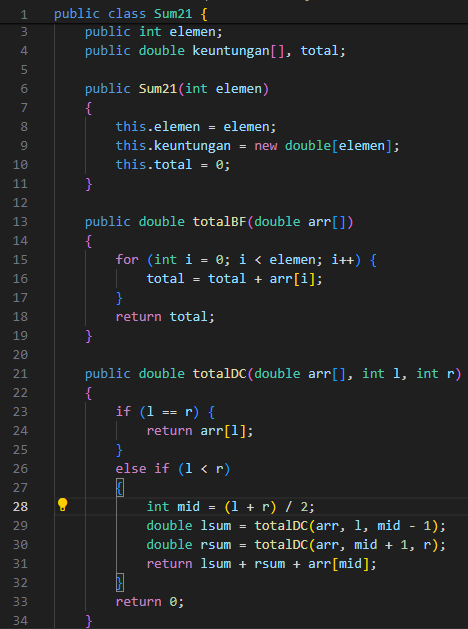 1 public class Sum21 {
3 public int elemen;
4 public double keuntungan[], total;
5
6 public Sum21(int elemen)
7 {
8 this.elemen = elemen;
9 this.keuntungan = new double[elemen];
10 this.total = 0;
11 }
12
13 public double totalBF(double arr[])
14 {
15 for (int i = 0; i < elemen; i++) {
16 total = total + arr[i];
17 }
18 return total;
19 }
20
21 public double totalDC(double arr[], int l, int r)
22 {
23 if (l == r) {
24 return arr[l];
25 }
26 else if (l < r)
27 {
28 int mid = (l + r) / 2;
29 double lsum = totalDC(arr, l, mid - 1);
30 double rsum = totalDC(arr, mid + 1, r);
31 return lsum + rsum + arr[mid];
32 }
33 return 0;
34 }